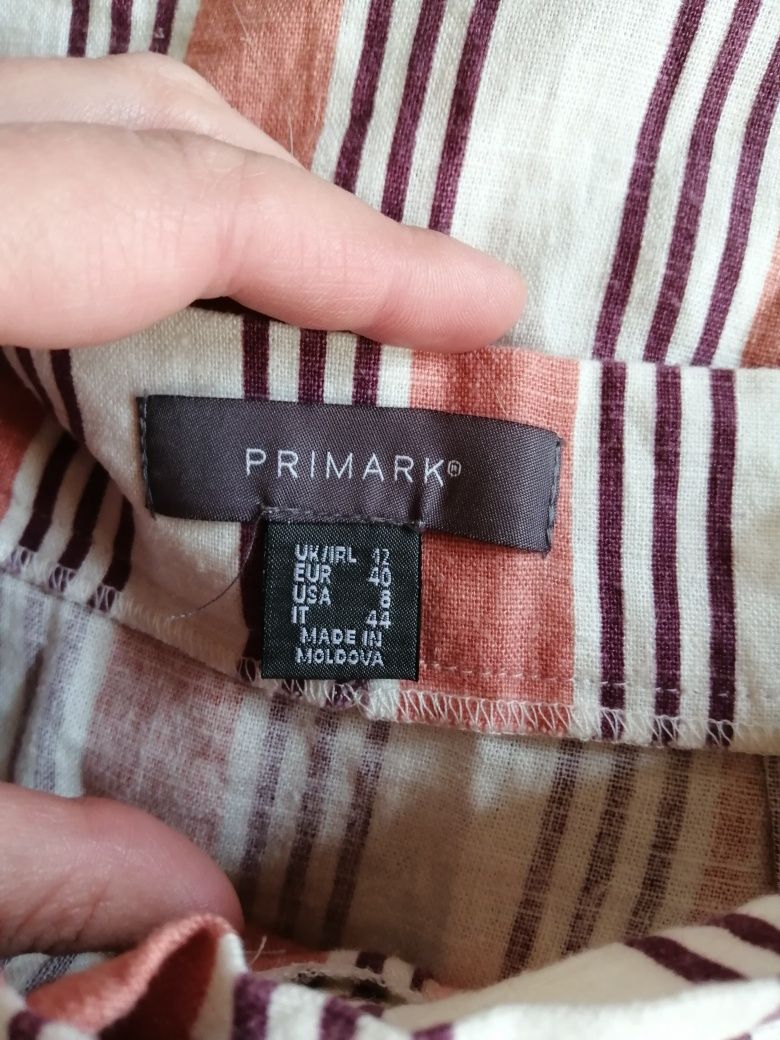 PRIMARK®
UK/IRL 12
EUR 40
USA 8
IT 44
MADE IN
MOLDOVA